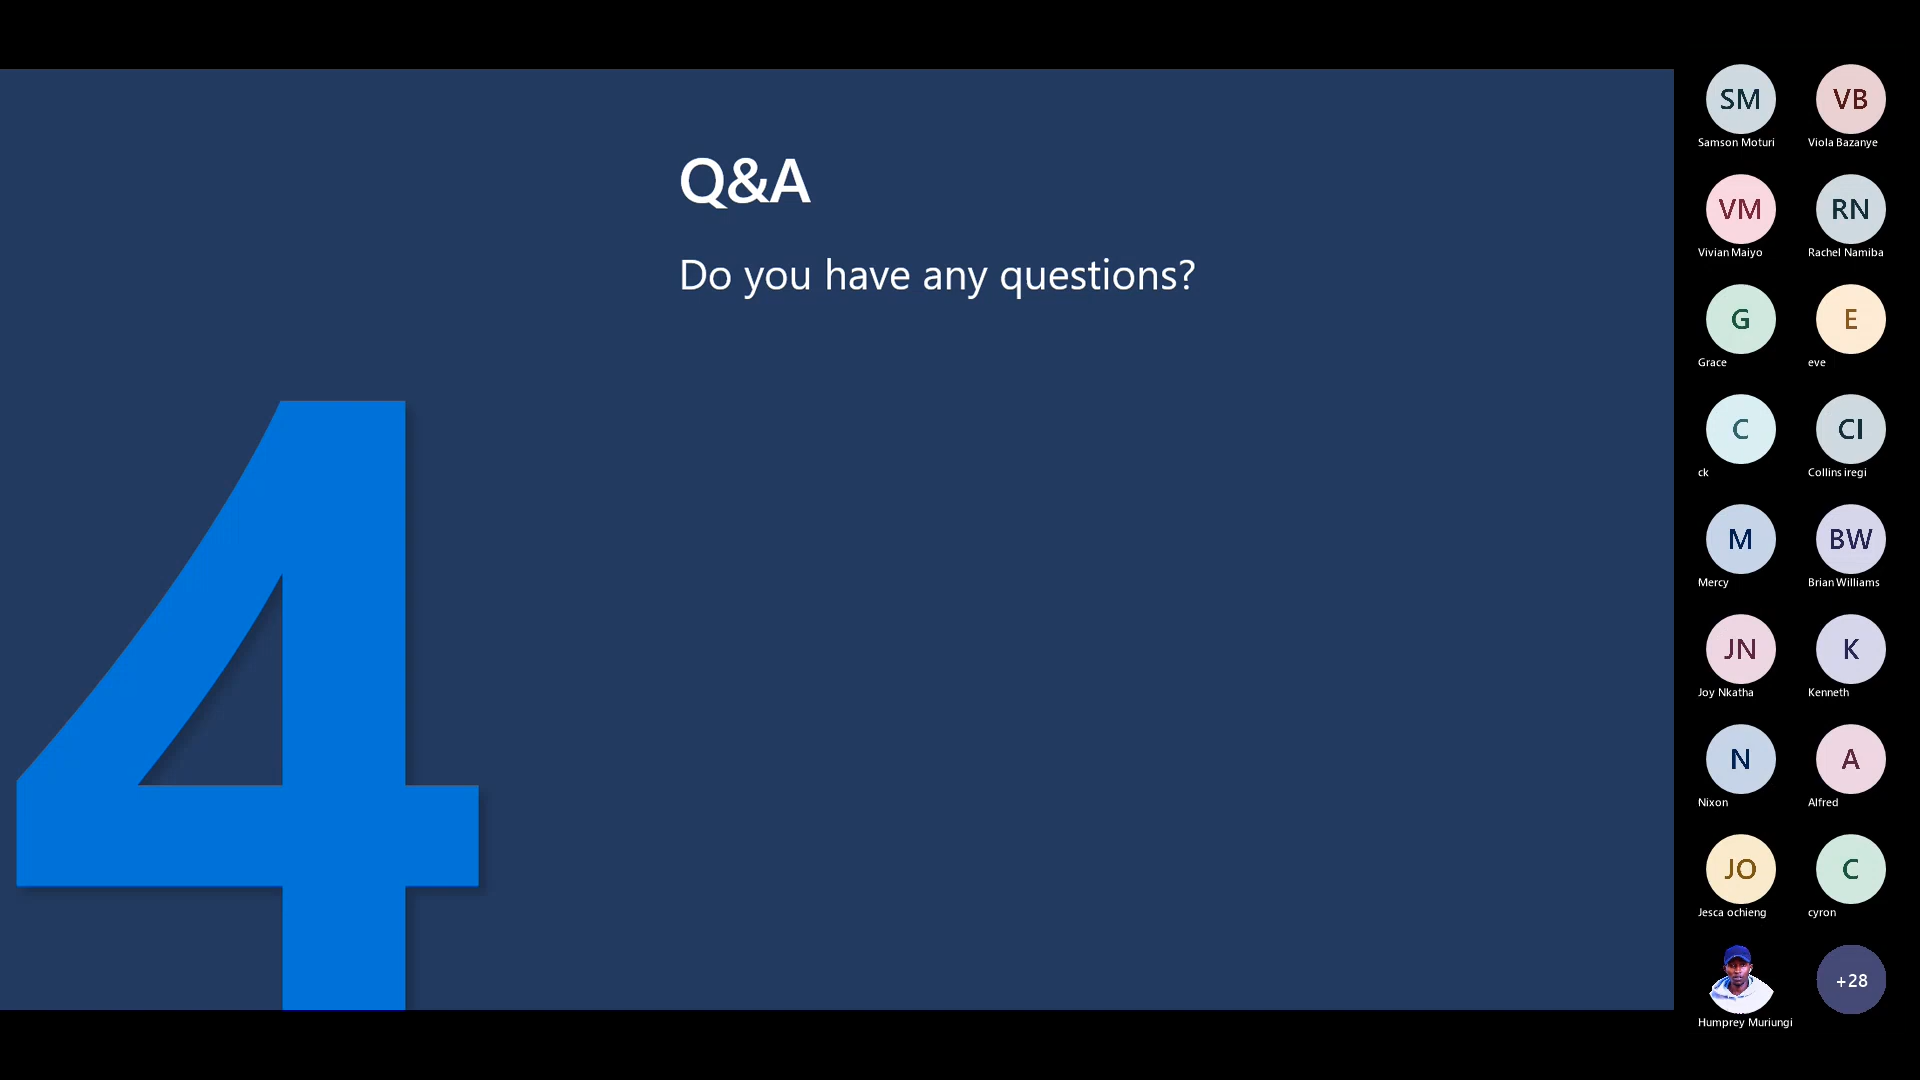 Q&A
Do you have any questions?
4
SM VB
Samson Moturi Viola Bazanye
VM RN
Vivian Maiyo Rachel Namiba
G E
Grace eve
C CI
ck Collins iregi
M BW
Mercy Brian Williams
JN K
Joy Nkatha Kenneth
N A
Nixon Alfred
JO C
Jesca ochieng cyron
+28
Humprey Muriungi